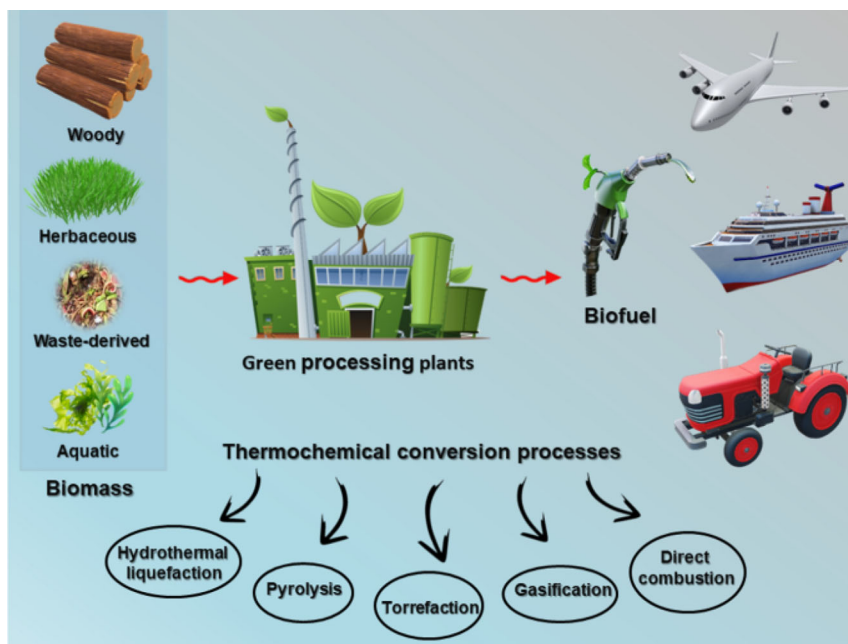 Woody
Herbaceous
Waste-derived
Aquatic
Biomass
Green processing plants
Biofuel
Thermochemical conversion processes
Hydrothermal
liquefaction
Pyrolysis
Torrefaction
Gasification
Direct
combustion